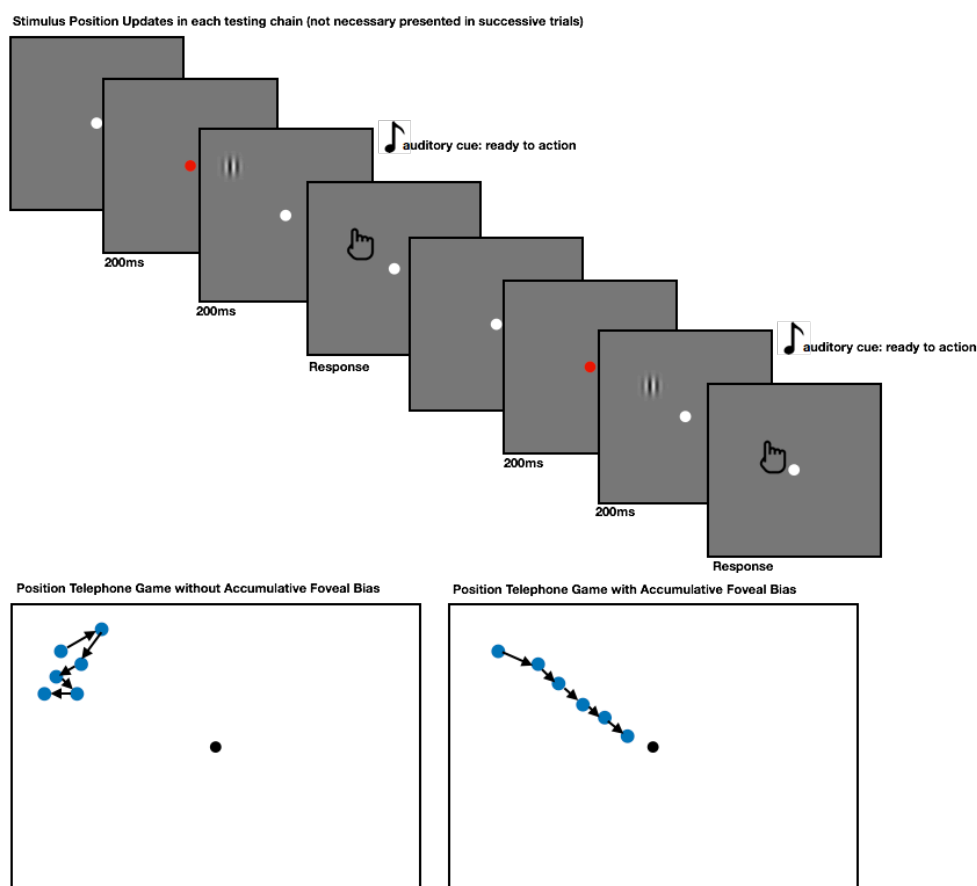 Stimulus Position Updates in each testing chain (not necessary presented in successive trials)
auditory cue: ready to action
200ms
200ms
Response
auditory cue: ready to action
200ms
200ms
Response
Position Telephone Game without Accumulative Foveal Bias
Position Telephone Game with Accumulative Foveal Bias